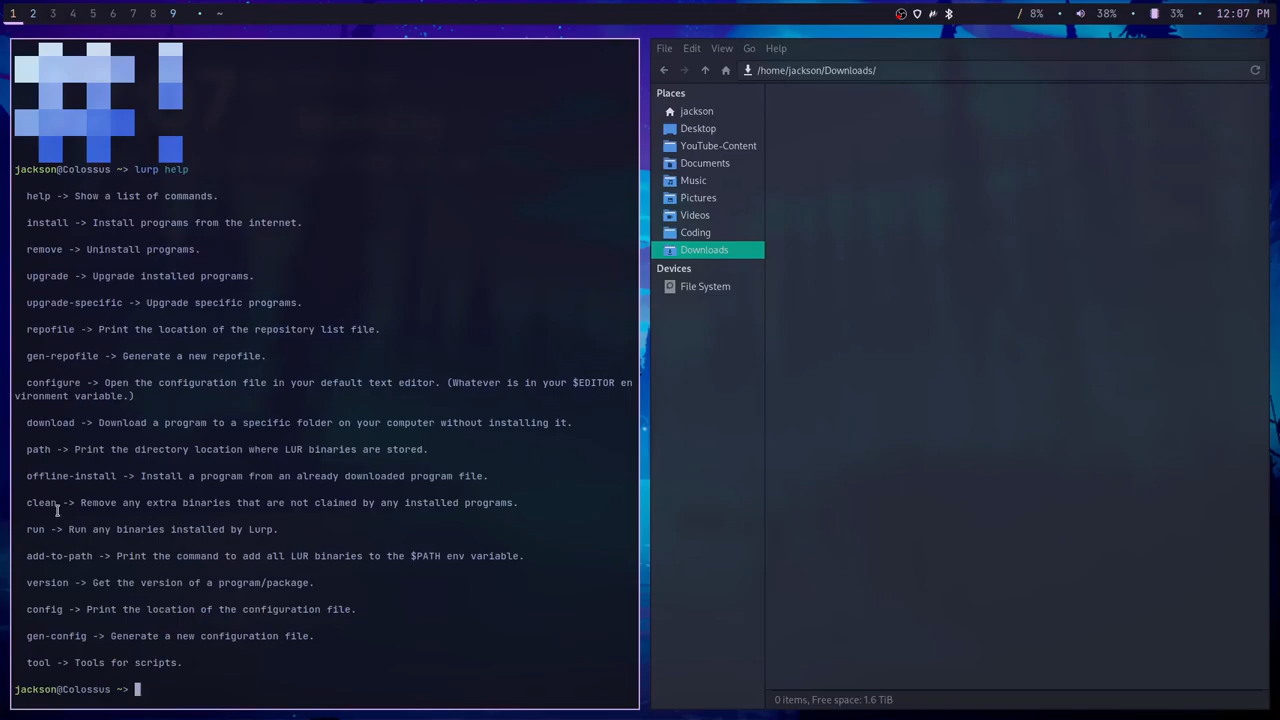 1 2 3 4 5 6 7 8 9 • ~
/ 8% • 38% • 3% • 12:07 PM
jackson@Colossus ~> lurp help
help -> Show a list of commands.
install -> Install programs from the internet.
remove -> Uninstall programs.
upgrade -> Upgrade installed programs.
upgrade-specific -> Upgrade specific programs.
repofile -> Print the location of the repository list file.
gen-repofile -> Generate a new repofile.
configure -> Open the configuration file in your default text editor. (Whatever is in your $EDITOR en
vironment variable.)
download -> Download a program to a specific folder on your computer without installing it.
path -> Print the directory location where LUR binaries are stored.
offline-install -> Install a program from an already downloaded program file.
clean -> Remove any extra binaries that are not claimed by any installed programs.
run -> Run any binaries installed by Lurp.
add-to-path -> Print the command to add all LUR binaries to the $PATH env variable.
version -> Get the version of a program/package.
config -> Print the location of the configuration file.
gen-config -> Generate a new configuration file.
tool -> Tools for scripts.
jackson@Colossus ~>
File Edit View Go Help
/home/jackson/Downloads/
Places
jackson
Desktop
YouTube-Content
Documents
Music
Pictures
Videos
Coding
Downloads
Devices
File System
0 items, Free space: 1.6 TiB